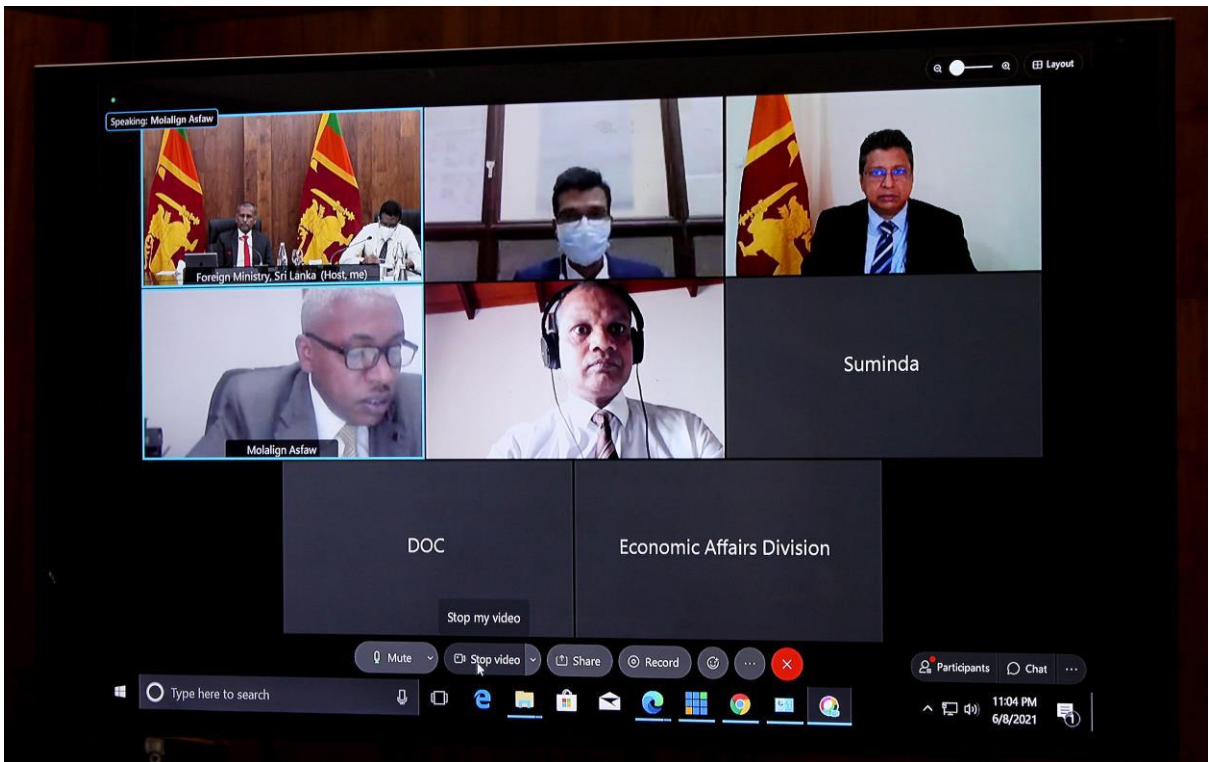 Layout
Speaking: Molalign Asfaw
Foreign Ministry, Sri Lanka (Host, me)
Molalign Asfaw
Suminda
DOC
Economic Affairs Division
Stop my video
Mute
Stop video
Share
Record
Participants
Chat
Type here to search
11:04 PM
6/8/2021
1